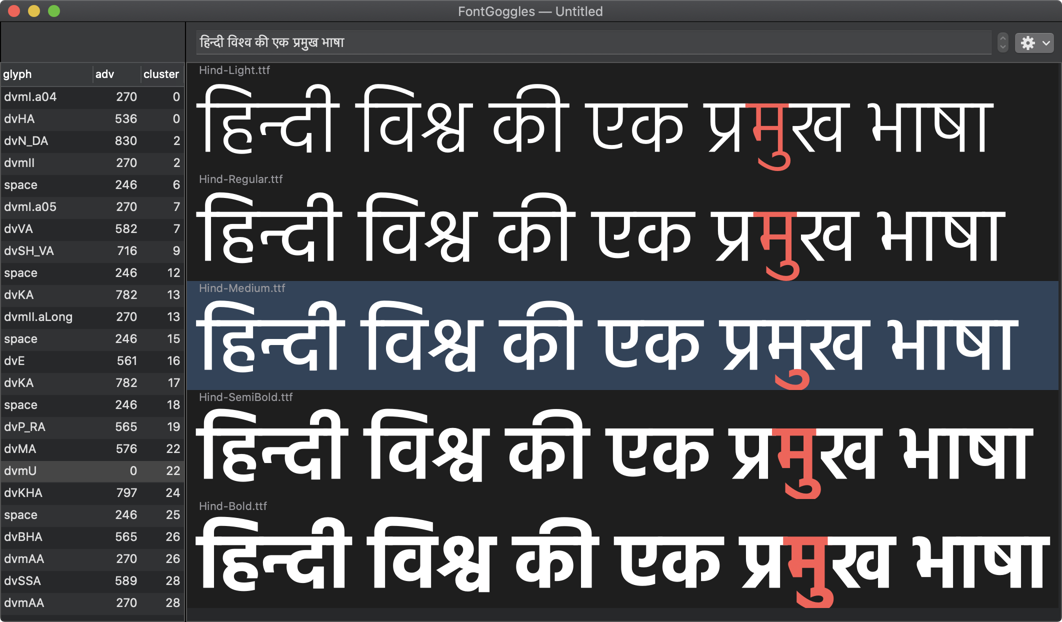 FontGoggles — Untitled
हिन्दी विश्व की एक प्रमुख भाषा
glyph adv cluster
dvmI.a04 270 0
dvHA 536 0
dvN_DA 830 2
dvmII 270 2
space 246 6
dvmI.a05 270 7
dvVA 582 7
dvSH_VA 716 9
space 246 12
dvKA 782 13
dvmII.aLong 270 13
space 246 15
dvE 561 16
dvKA 782 17
space 246 18
dvP_RA 565 19
dvMA 576 22
dvmU 0 22
dvKHA 797 24
space 246 25
dvBHA 565 26
dvmAA 270 26
dvSSA 589 28
dvmAA 270 28
Hind-Light.ttf
हिन्दी विश्व की एक प्रमुख भाषा
Hind-Regular.ttf
हिन्दी विश्व की एक प्रमुख भाषा
Hind-Medium.ttf
हिन्दी विश्व की एक प्रमुख भाषा
Hind-SemiBold.ttf
हिन्दी विश्व की एक प्रमुख भाषा
Hind-Bold.ttf
हिन्दी विश्व की एक प्रमुख भाषा